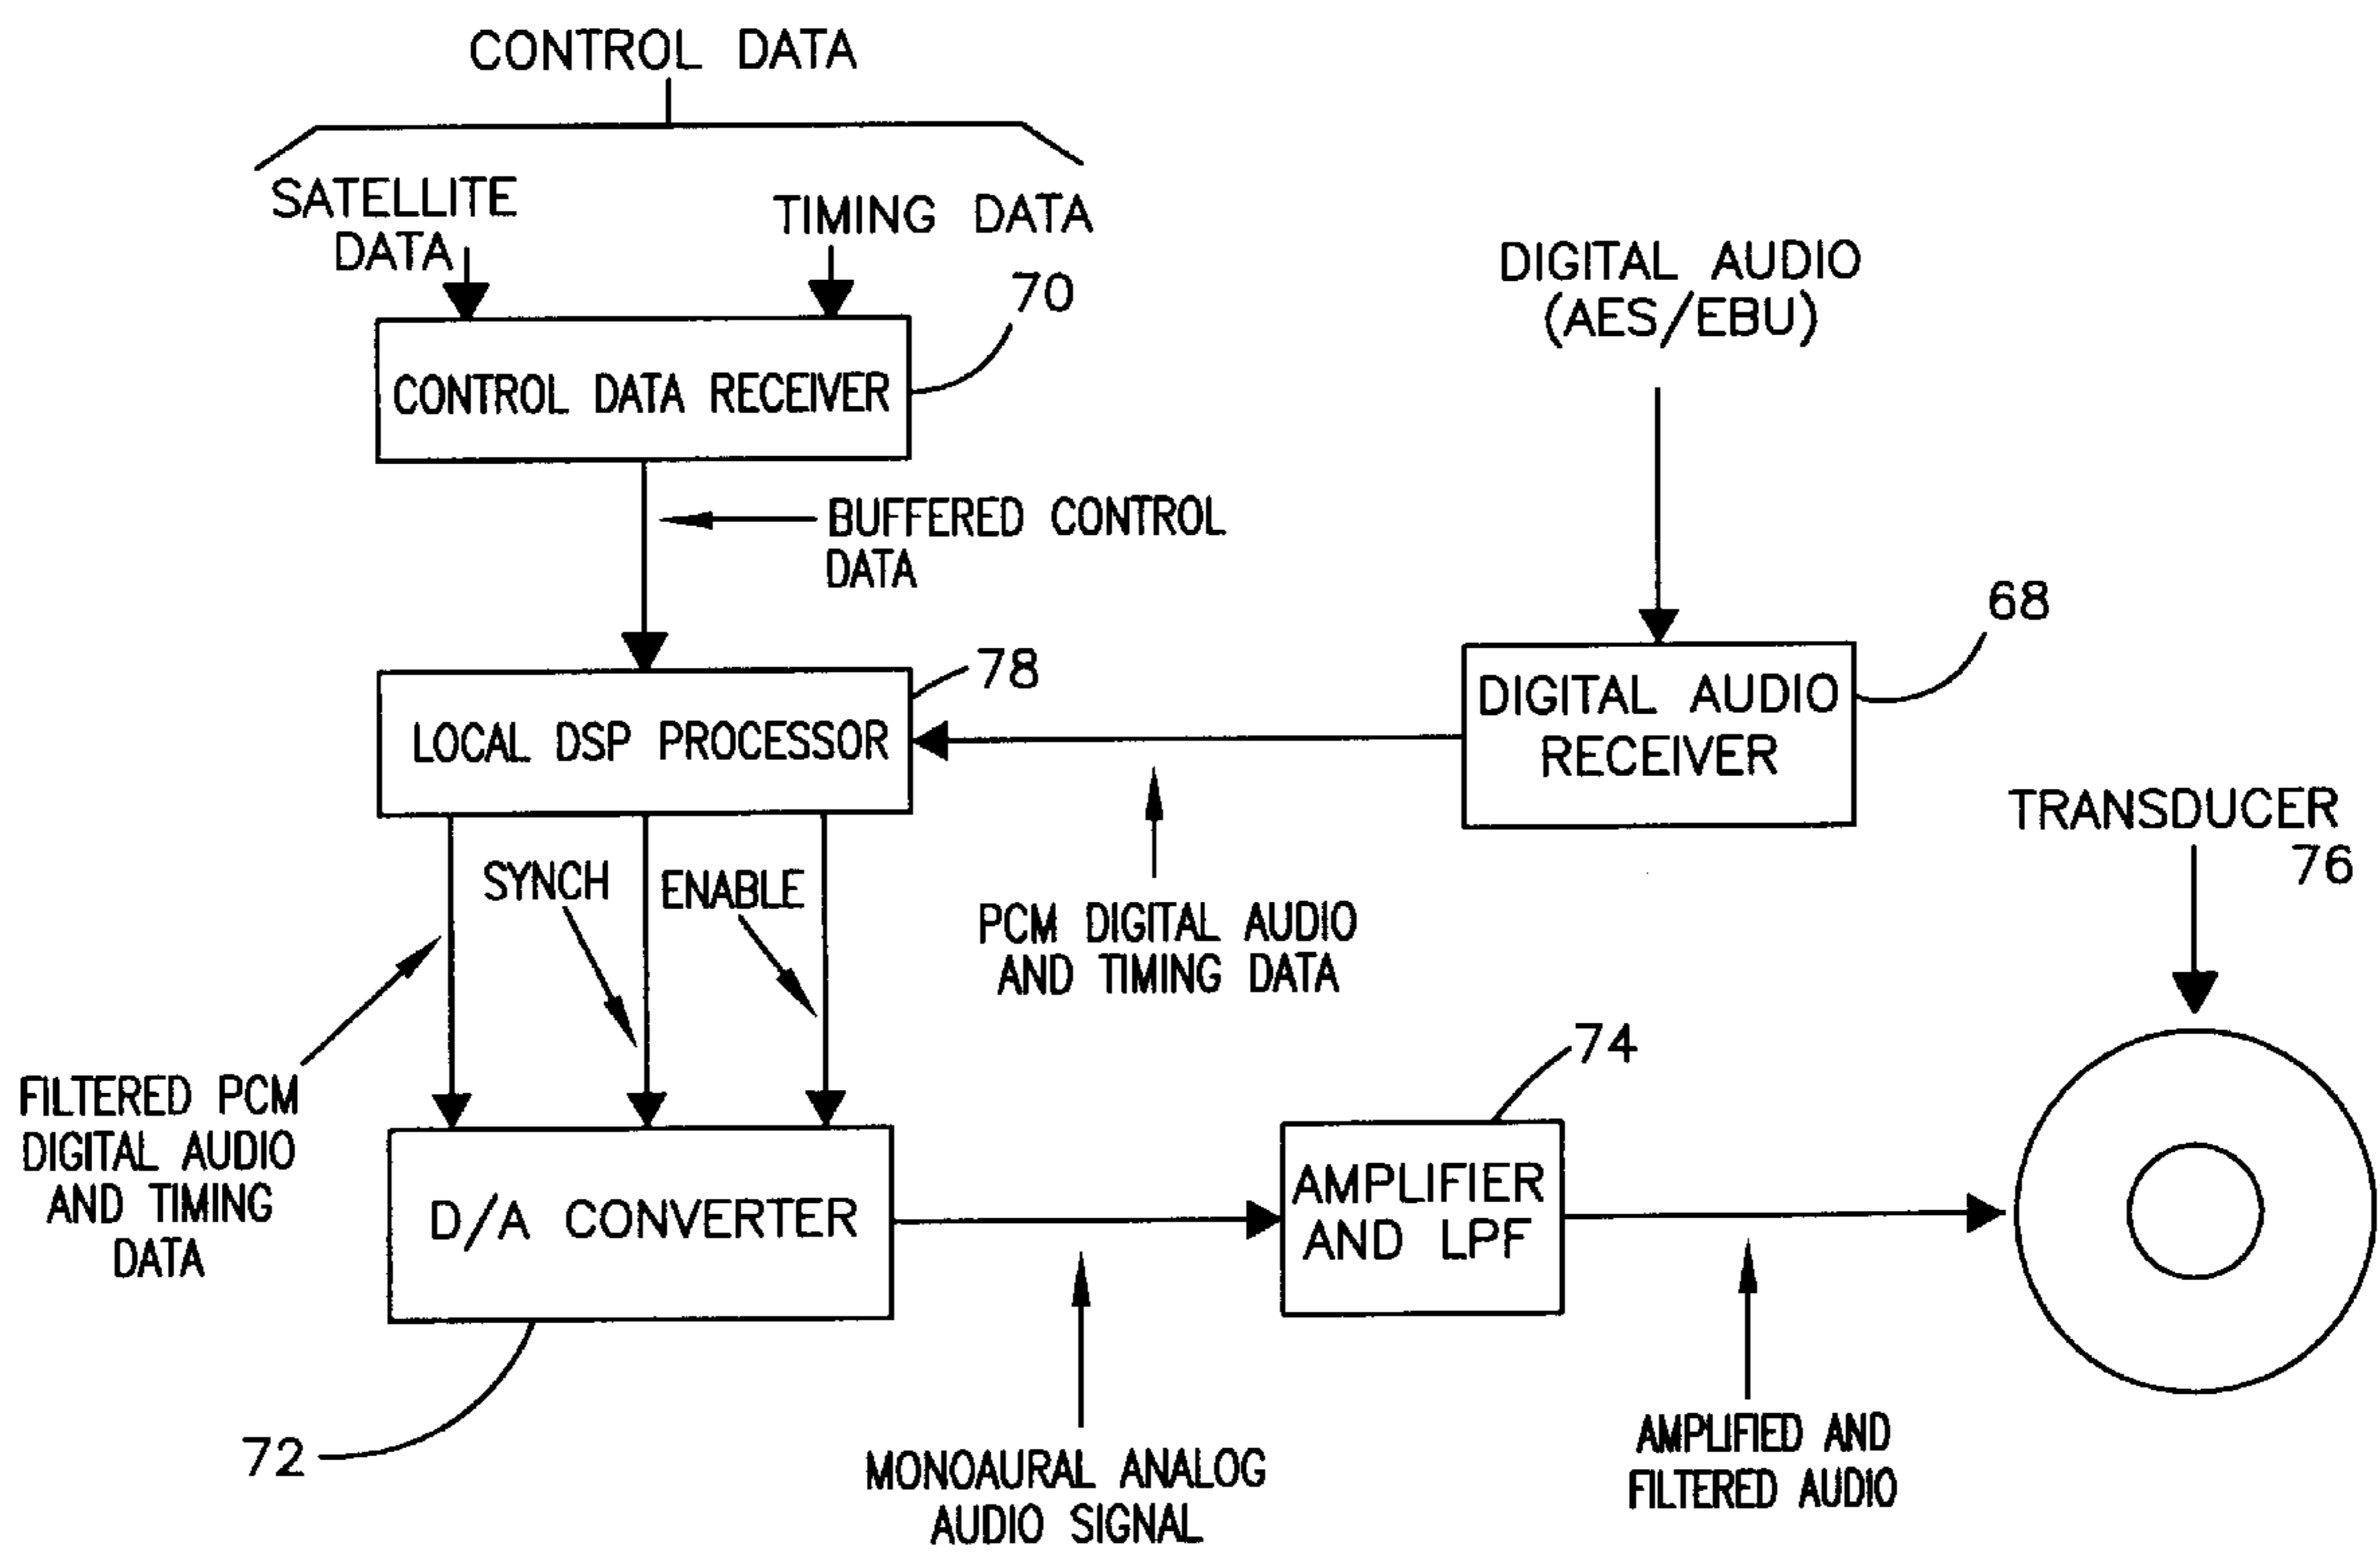 CONTROL DATA
SATELLITE
DATA
TIMING DATA
70
DIGITAL AUDIO
(AES/EBU)
CONTROL DATA RECEIVER
BUFFERED CONTROL
DATA
68
78
LOCAL DSP PROCESSOR
DIGITAL AUDIO
RECEIVER
TRANSDUCER
76
SYNCH
ENABLE
PCM DIGITAL AUDIO
AND TIMING DATA
74
FILTERED PCM
DIGITAL AUDIO
AND TIMING
DATA
D/A CONVERTER
AMPLIFIER
AND LPF
72
MONOAURAL ANALOG
AUDIO SIGNAL
AMPLIFIED AND
FILTERED AUDIO